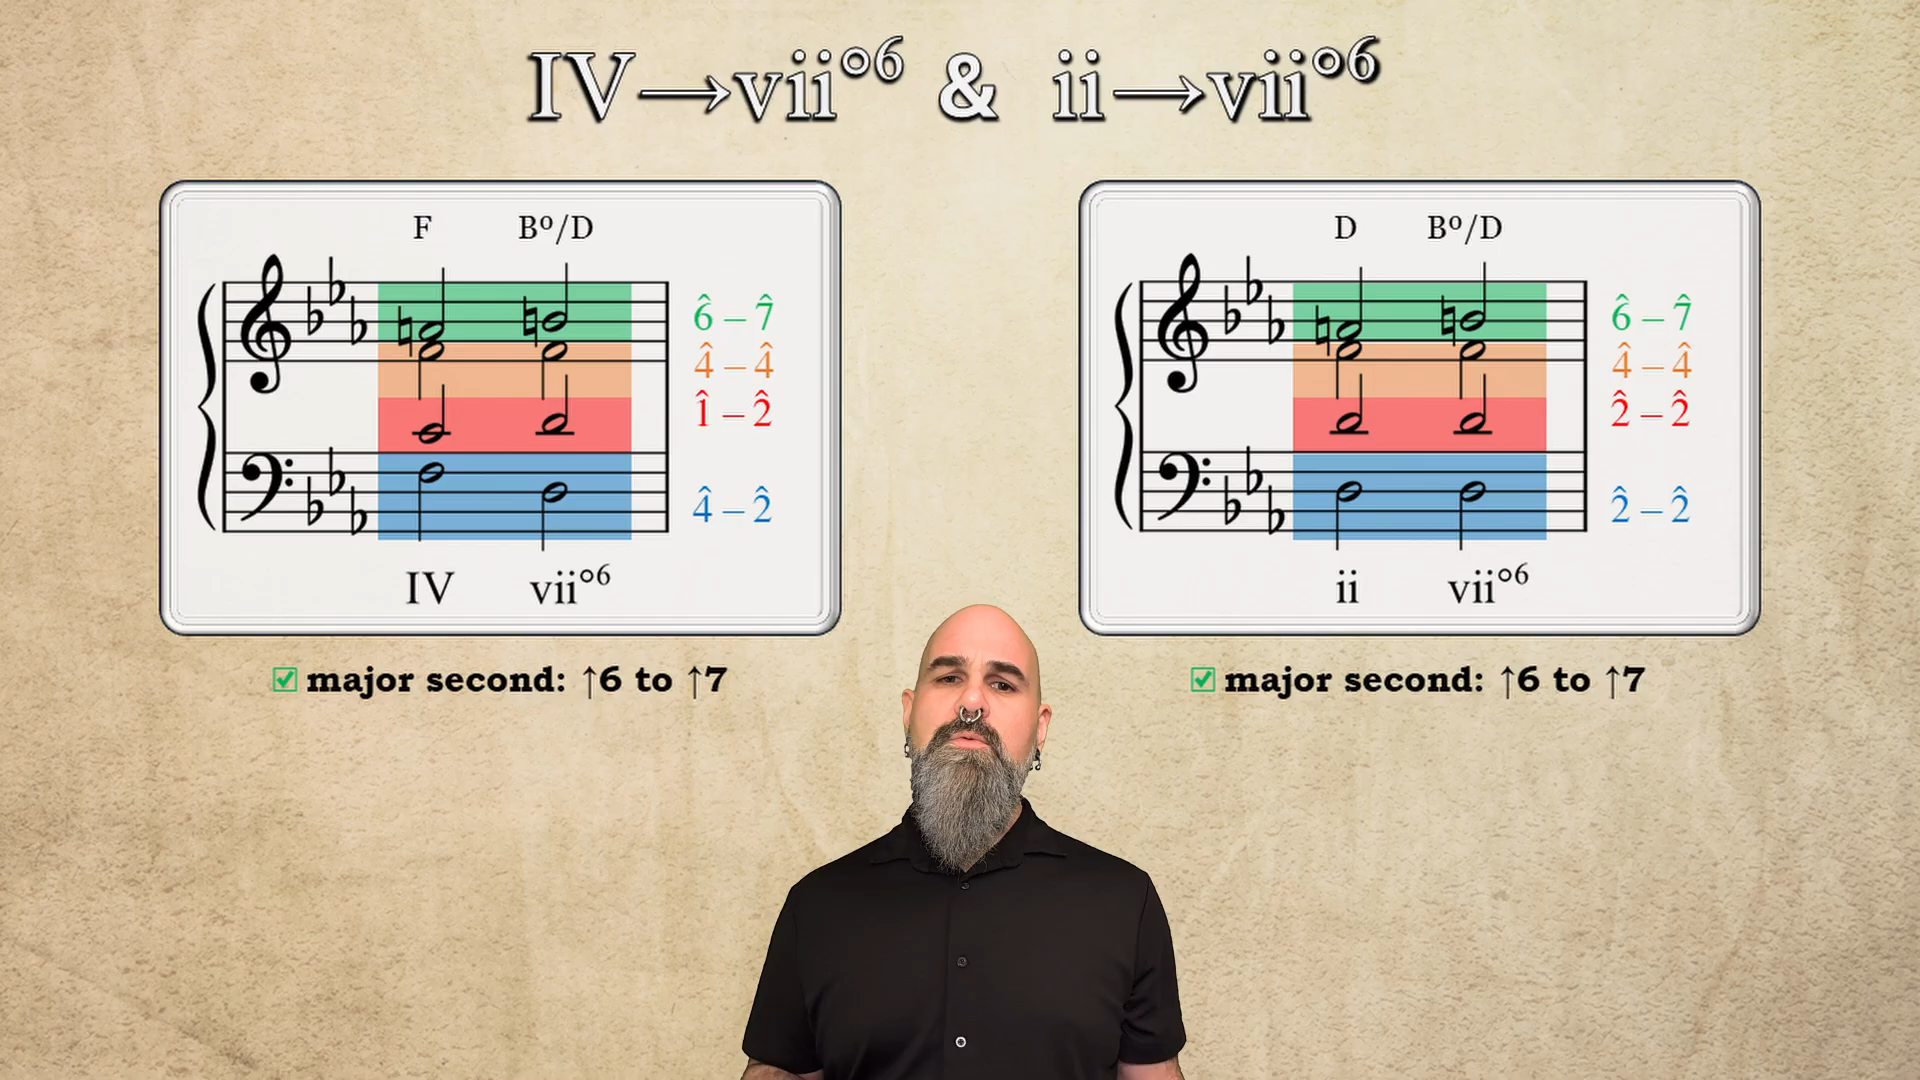 IV→vii°⁶ & ii→vii°⁶
F Bº/D
6̂ – 7̂
4̂ – 4̂
1̂ – 2̂
4̂ – 2̂
IV vii°⁶
☑ major second: ↑6 to ↑7
D Bº/D
6̂ – 7̂
4̂ – 4̂
2̂ – 2̂
2̂ – 2̂
ii vii°⁶
☑ major second: ↑6 to ↑7